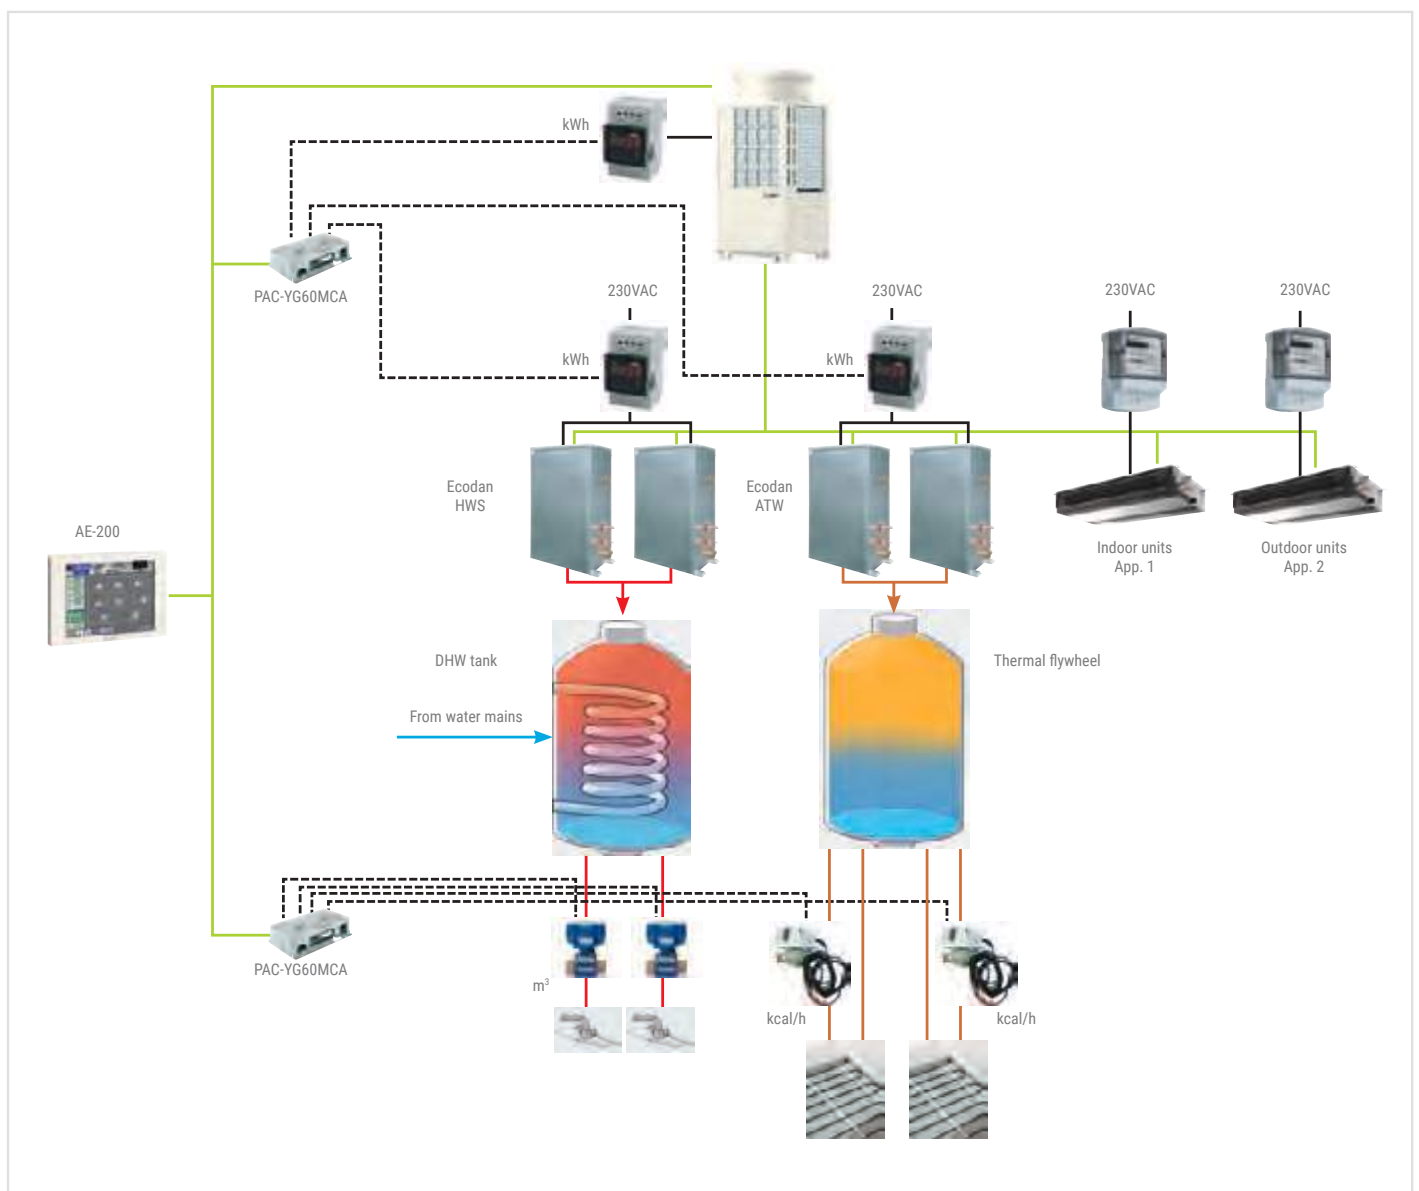 kWh
PAC-YG60MCA
230VAC
230VAC
230VAC
230VAC
kWh
kWh
Ecodan
HWS
Ecodan
ATW
AE-200
Indoor units
App. 1
Outdoor units
App. 2
DHW tank
Thermal flywheel
From water mains
PAC-YG60MCA
m³
kcal/h
kcal/h